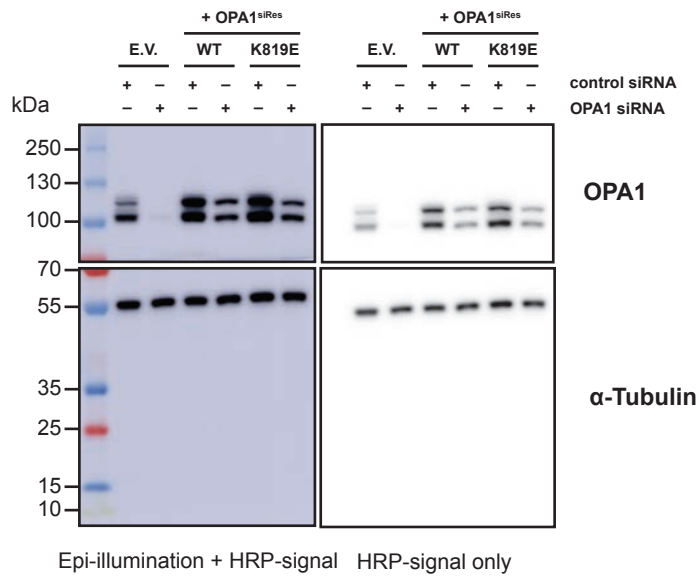 + OPA1siRes + OPA1siRes
E.V. WT K819E E.V. WT K819E
+ – + – + – + – + – + – control siRNA
kDa – + – + – + – + – + – + OPA1 siRNA
250
130
100
OPA1
70
55
35
α-Tubulin
25
15
10
Epi-illumination + HRP-signal HRP-signal only